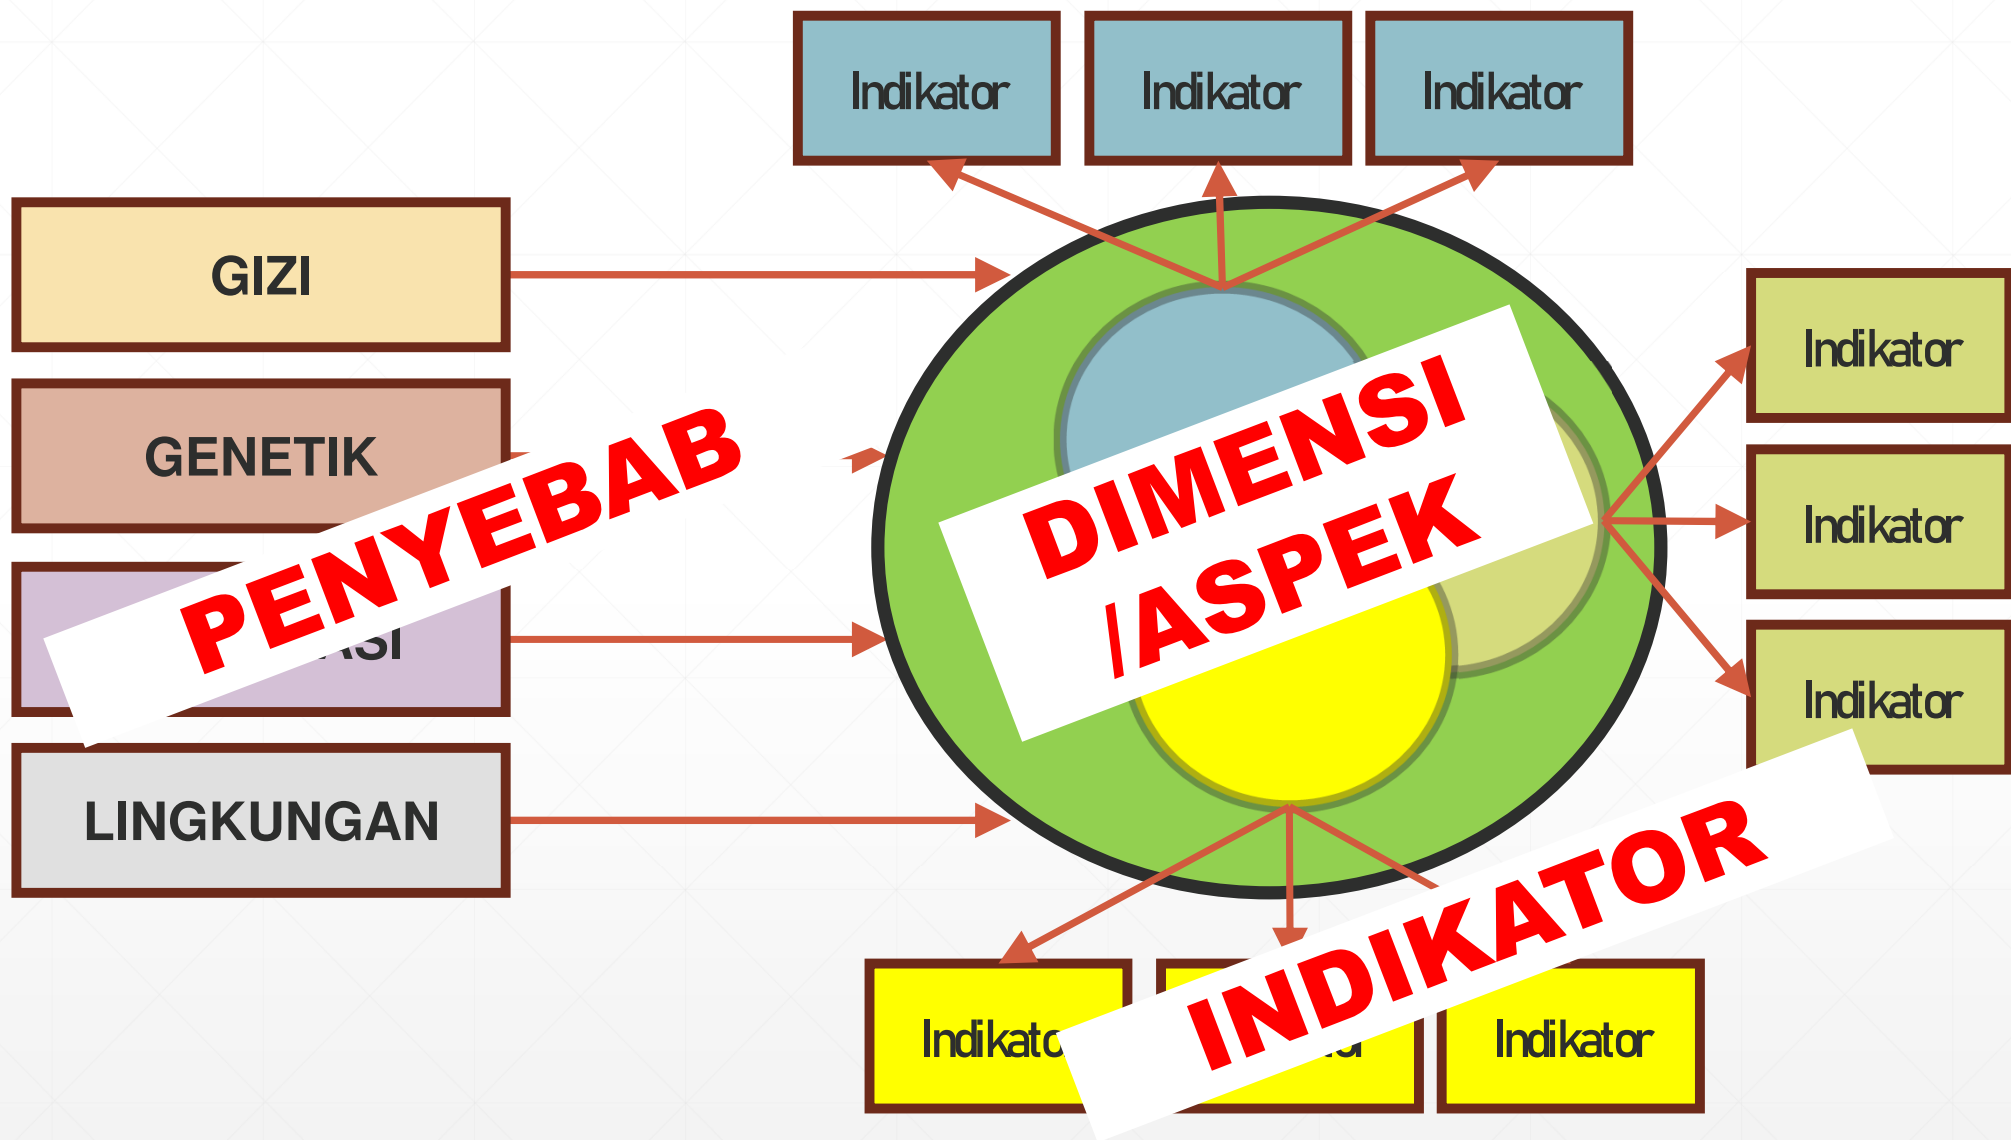 Indikator
Indikator
Indikator
GIZI
GENETIK
LINGKUNGAN
PENYEBAB
DIMENSI
/ASPEK
Indikator
Indikator
Indikator
INDIKATOR
Indikator